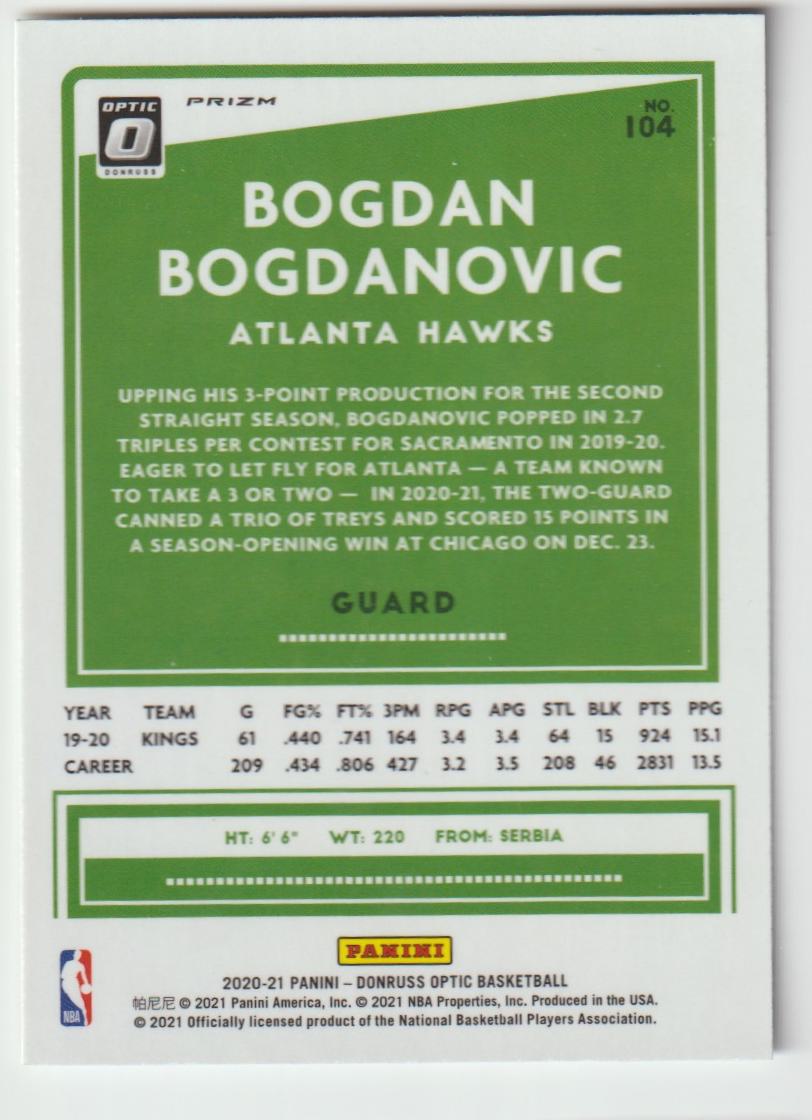 OPTIC
O
DONRUSS
PRIZM
NO.
104
BOGDAN
BOGDANOVIC
ATLANTA HAWKS
UPPING HIS 3-POINT PRODUCTION FOR THE SECOND
STRAIGHT SEASON, BOGDANOVIC POPPED IN 2.7
TRIPLES PER CONTEST FOR SACRAMENTO IN 2019-20.
EAGER TO LET FLY FOR ATLANTA — A TEAM KNOWN
TO TAKE A 3 OR TWO — IN 2020-21, THE TWO-GUARD
CANNED A TRIO OF TREYS AND SCORED 15 POINTS IN
A SEASON-OPENING WIN AT CHICAGO ON DEC. 23.
GUARD
YEAR TEAM G FG% FT% 3PM RPG APG STL BLK PTS PPG
19-20 KINGS 61 .440 .741 164 3.4 3.4 64 15 924 15.1
CAREER 209 .434 .806 427 3.2 3.5 208 46 2831 13.5
HT: 6' 6" WT: 220 FROM: SERBIA
PANINI
NBA
2020-21 PANINI – DONRUSS OPTIC BASKETBALL
帕尼尼 © 2021 Panini America, Inc. © 2021 NBA Properties, Inc. Produced in the USA.
© 2021 Officially licensed product of the National Basketball Players Association.